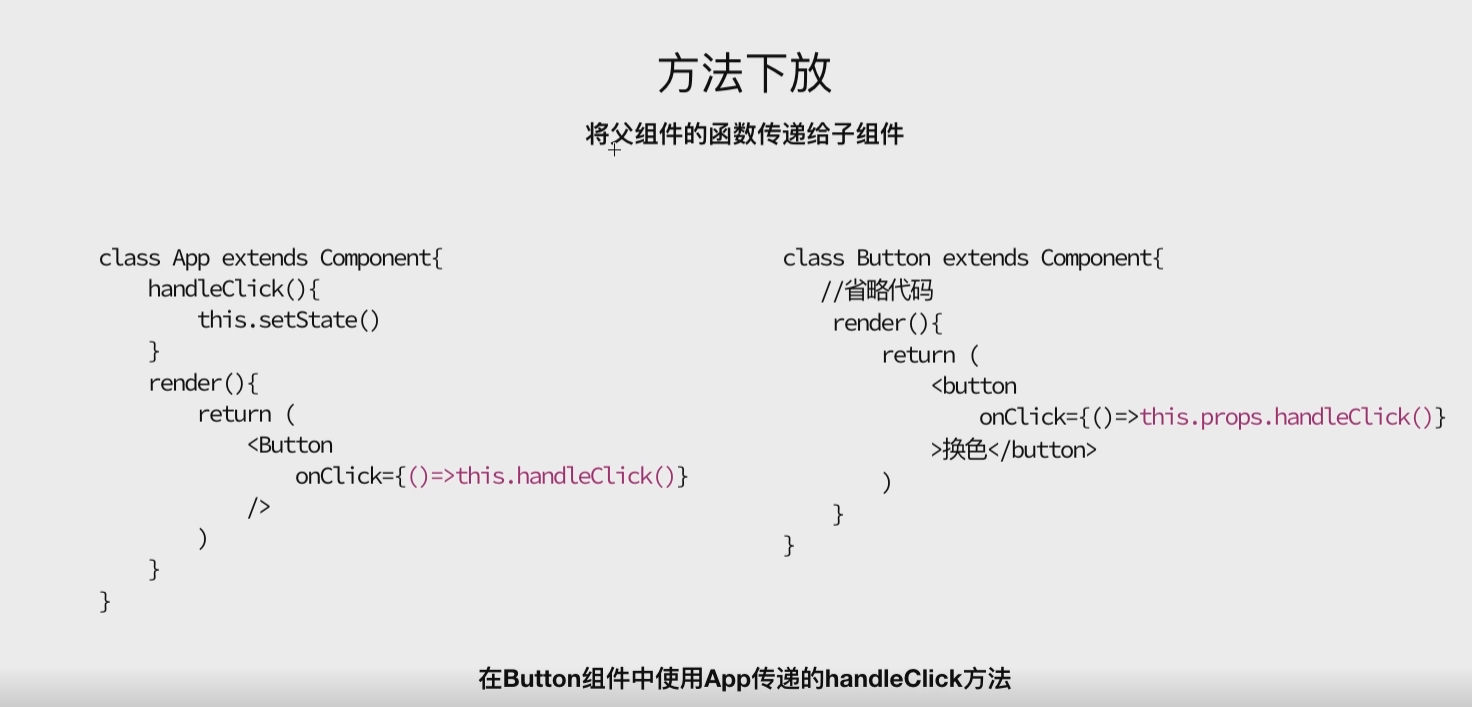 方法下放
将父组件的函数传递给子组件
class App extends Component{
handleClick(){
this.setState()
}
render(){
return (
<Button
onClick={()=>this.handleClick()}
/>
)
}
}
class Button extends Component{
//省略代码
render(){
return (
<button
onClick={()=>this.props.handleClick()}
>换色</button>
)
}
}
在Button组件中使用App传递的handleClick方法